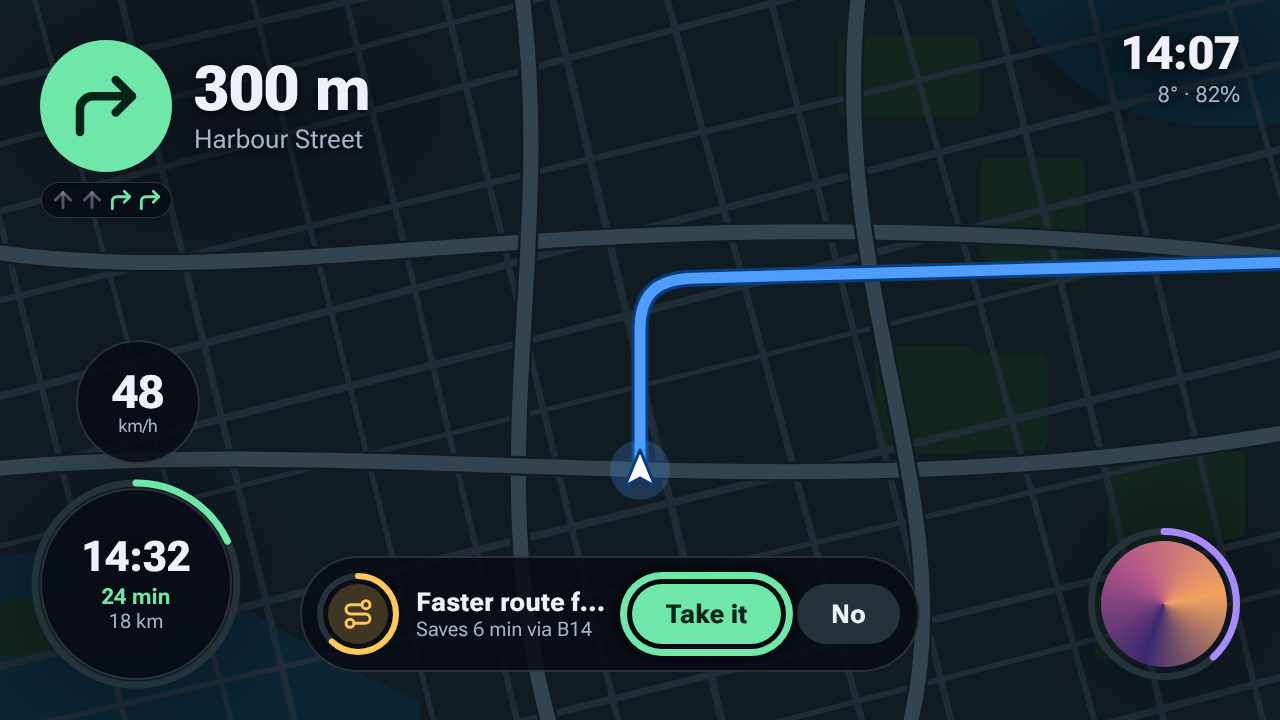 300 m
Harbour Street
14:07
8° · 82%
48
km/h
14:32
24 min
18 km
Faster route f...
Saves 6 min via B14
Take it
No